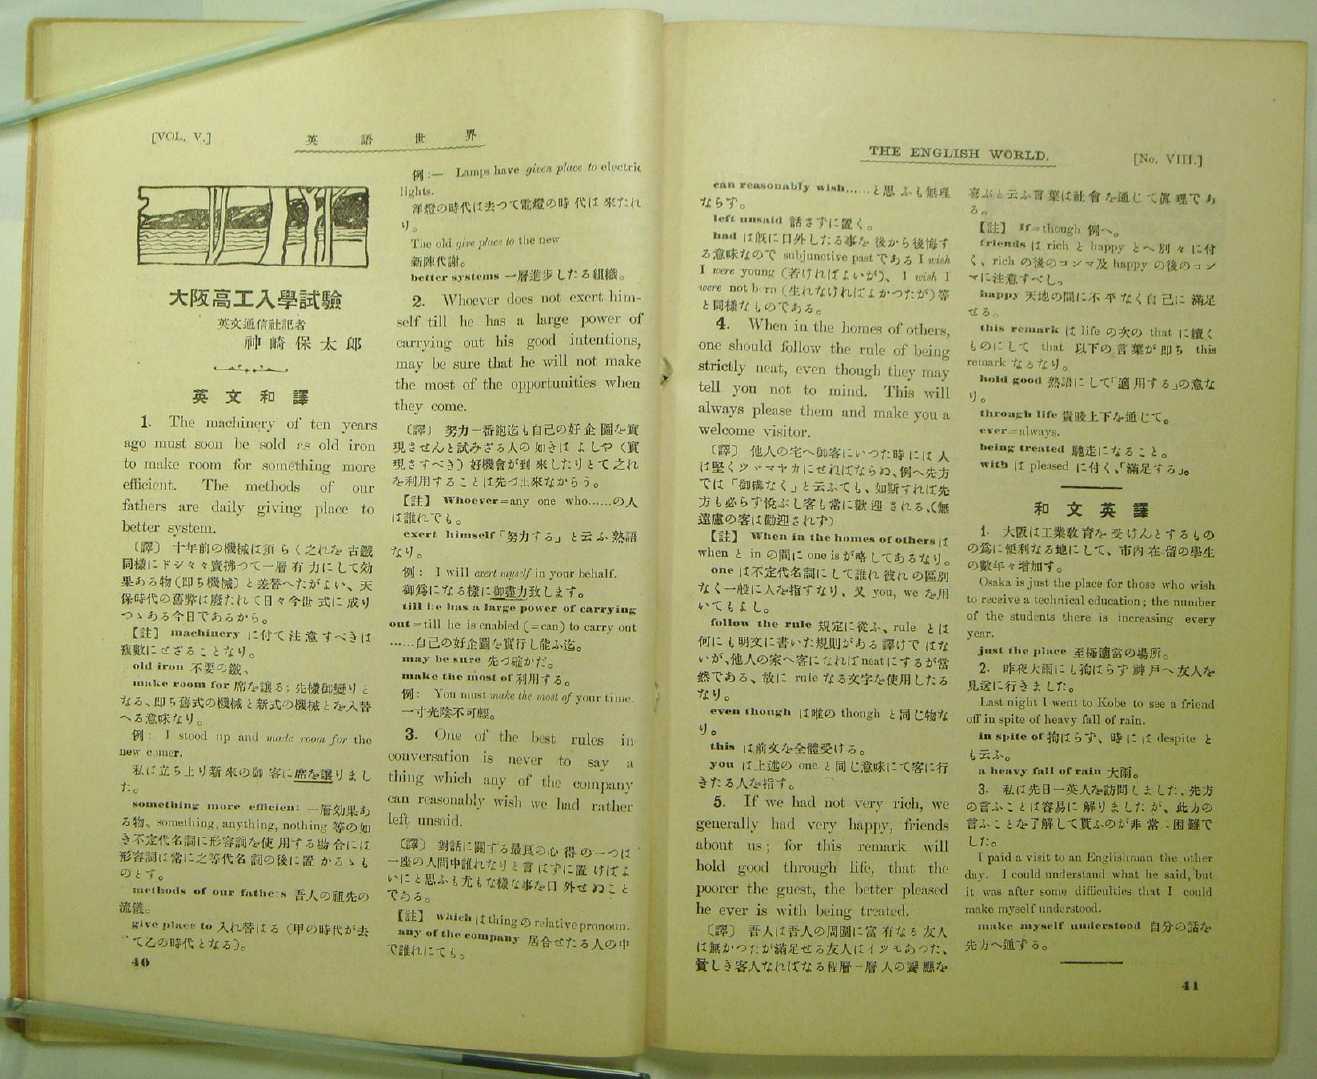 [VOL. V.]
英語世界
大阪高工入學試驗
英文通信社記者
神崎保太郎
英文和譯
1. The machinery of ten years
ago must soon be sold as old iron
to make room for something more
efficient. The methods of our
fathers are daily giving place to
better system.
〔譯〕 十年前の機械は須らく之れを古鐵
同樣にドシ々々賣拂つて一層有力にして効
果ある物(即ち機械)と差替へたがよい、天
保時代の舊弊は廢たれて日々今世式に成り
つゝある今日であるから。
【註】 machinery に付て注意すべきは
複數にせざることなり。
old iron 不要の鐵、
make room for 席を讓る; 先樣御變りと
なる、即ち舊式の機械と新式の機械とを入替
へる意味なり。
例: I stood up and made room for the
new comer.
私は立ち上り新來の御客に席を讓りまし
た。
something more efficient 一層効果あ
る物、something, anything, nothing 等の如
き不定代名詞に形容詞を使用する場合には
形容詞は常に之等代名詞の後に置かるゝも
のとす。
methods of our fathers 吾人の祖先の
流儀。
give place to 入れ替はる (甲の時代が去
つて乙の時代となる)。
40
例:— Lamps have given place to electric
lights.
洋燈の時代は去つて電燈の時代は來たれ
り。
The old give place to the new
新陳代謝。
better systems 一層進步したる組織。
2. Whoever does not exert him-
self till he has a large power of
carrying out his good intentions,
may be sure that he will not make
the most of the opportunities when
they come.
〔譯〕 努力一番飽迄も自己の好企圖を實
現させんと試みざる人の如きはよしや (實
現さすべき) 好機會が到來したりとて之れ
を利用することは先づ出來ながらう。
【註】 Whoever=any one who……の人
は誰れでも。
exert himself「努力する」と云ふ熟語
なり。
例: I will exert myself in your behalf.
御爲になる樣に御盡力致します。
till he has a large power of carrying
out=till he is enabled (=can) to carry out
……自己の好企圖を實行し能ふ迄。
may be sure 先づ確かだ。
make the most of 利用する。
例: You must make the most of your time.
一寸光陰不可輕。
3. One of the best rules in
conversation is never to say a
thing which any of the company
can reasonably wish we had rather
left unsaid.
〔譯〕 對話に關する最良の心得の一つは
一座の人間中誰れなりと言はずに置けばよ
いにと思ふも尤もな樣な事を口外せぬこと
である。
【註】 which は thing の relative pronoun.
any of the company 居合せたる人の中
で誰れにても。
THE ENGLISH WORLD.
[No. VIII.]
can reasonably wish……と思ふも無理
ならず。
left unsaid 話さずに置く。
had は既に口外したる事を後から後悔す
る意味なので subjunctive past である I wish
I were young (若ければよいが)、I wish I
were not born (生れなければよかつたが) 等
と同樣なものである。
4. When in the homes of others,
one should follow the rule of being
strictly neat, even though they may
tell you not to mind. This will
always please them and make you a
welcome visitor.
〔譯〕 他人の宅へ御客にいつた時には人
は堅くツヽマヤカにせねばならぬ、例へ先方
では「御構なく」と云ふても、如斯すれば先
方も必らず悅ぶし客も常に歡迎される、(無
遠慮の客は勸迎されず)
【註】 When in the homes of others は
when と in の間に one is が略してあるなり。
one は不定代名詞にして誰れ彼れの區別
なく一般に人を指すなり、又 you, we を用
いてもよし。
follow the rule 規定に從ふ、rule とは
何にも明文に書いた規則がある譯けではな
いが、他人の家へ客になれば neat にするが當
然である、故に rule なる文字を使用したる
なり。
even though は唯の though と同じ物な
り。
this は前文を全體受ける。
you は上述の one と同じ意味にて客に行
きたる人を指す。
5. If we had not very rich, we
generally had very happy, friends
about us; for this remark will
hold good through life, that the
poorer the guest, the better pleased
he ever is with being treated.
〔譯〕 吾人は吾人の周圍に富有なる友人
は無かつたが滿足せる友人はイツモあつた、
貧しき客人なればなる程層一層人の饗應を
喜ぶと云ふ言葉は社會を通じて眞理であ
る。
【註】 If=though 例へ。
friends は rich と happy とへ別々に付
く、rich の後のコンマ及 happy の後のコン
マに注意すべし。
happy 天地の間に不平なく自己に滿足
せる。
this remark は life の次の that に續く
ものにして that 以下の言葉が即ち this
remark なるなり。
hold good 熟語にして「適用する」の意な
り。
through life 貴賤上下を通じて。
ever=always.
being treated 馳走になること。
with は pleased に付く、「滿足する」。
和文英譯
1. 大阪は工業敎育を受けんとするもの
の爲に便利なる地にして、市內在留の學生
の數年々增加す。
Osaka is just the place for those who wish
to receive a technical education; the number
of the students there is increasing every
year.
just the place 至極適當の場所。
2. 昨夜大雨にも拘はらず神戶へ友人を
見送に行きました。
Last night I went to Kobe to see a friend
off in spite of heavy fall of rain.
in spite of 拘はらず、時には despite と
も云ふ。
a heavy fall of rain 大雨。
3. 私は先日一英人を訪問しました、先方
の言ふことは容易に解りましたが、此方の
言ふことを了解して貰ふのが非常に困難で
した。
I paid a visit to an Englishman the other
day. I could understand what he said, but
it was after some difficulties that I could
make myself understood.
make myself understood 自分の話を
先方へ通ずる。
41